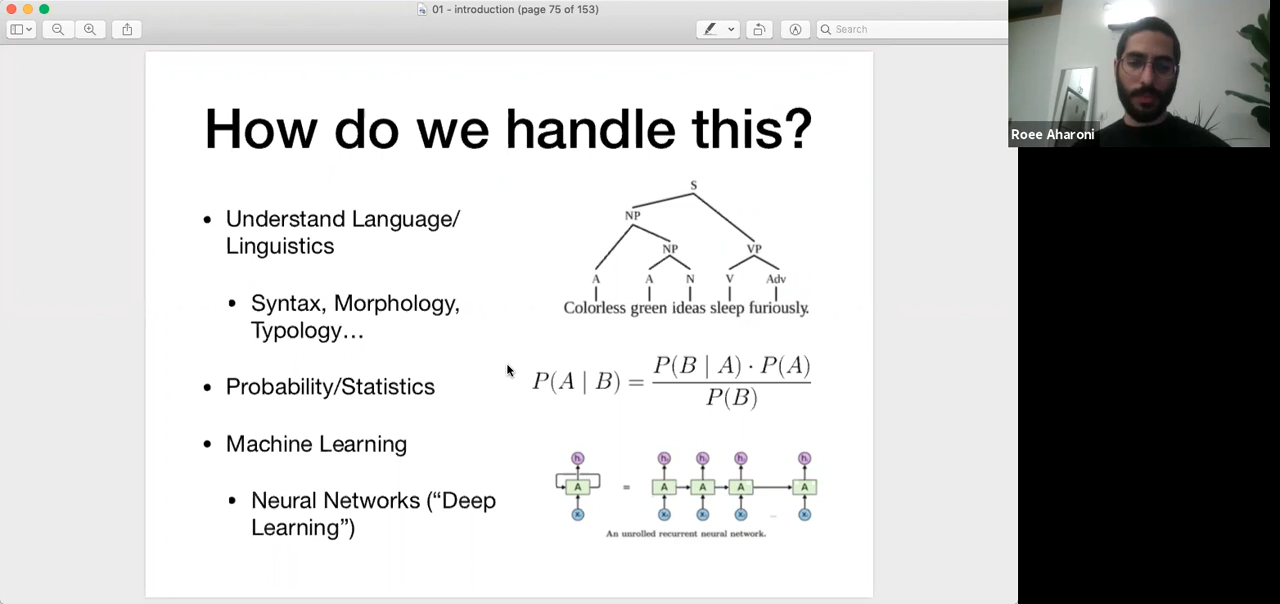 01 - introduction (page 75 of 153)
Search
Roee Aharoni
How do we handle this?
• Understand Language/
Linguistics
• Syntax, Morphology,
Typology…
• Probability/Statistics
• Machine Learning
• Neural Networks (“Deep
Learning”)
S
NP
NP VP
A A N V Adv
Colorless green ideas sleep furiously.
P(A | B) = P(B | A) · P(A) / P(B)
A = A A A A
An unrolled recurrent neural network.